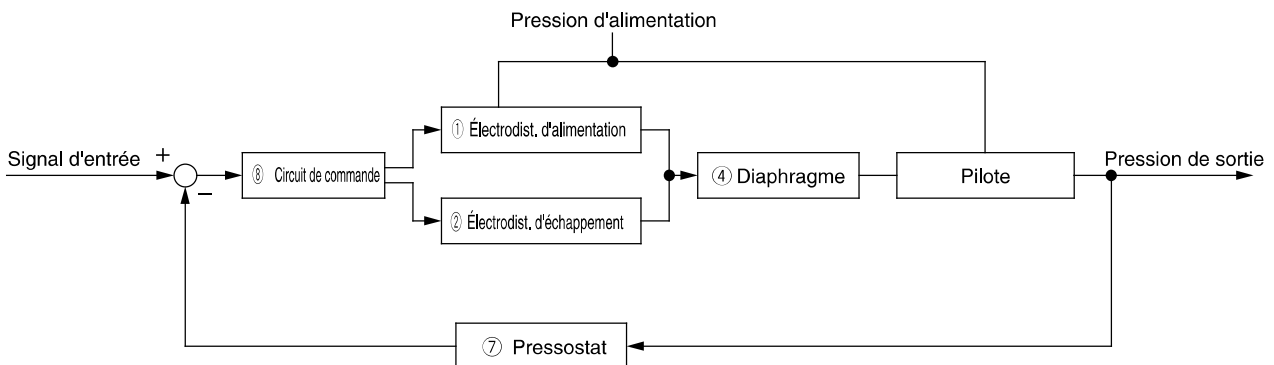 Pression d'alimentation
① Électrodist. d'alimentation
Signal d'entrée
+
−
⑧ Circuit de commande
④ Diaphragme
Pilote
Pression de sortie
② Électrodist. d'échappement
⑦ Pressostat